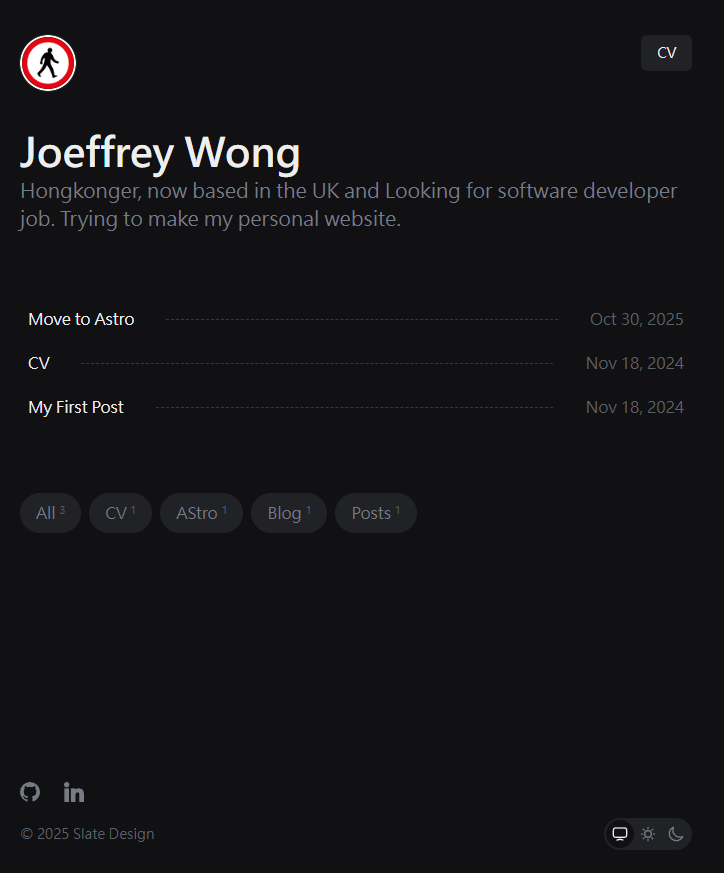 CV
Joeffrey Wong
Hongkonger, now based in the UK and Looking for software developer
job. Trying to make my personal website.
Move to Astro Oct 30, 2025
CV Nov 18, 2024
My First Post Nov 18, 2024
All 3 CV 1 AStro 1 Blog 1 Posts 1
in
© 2025 Slate Design